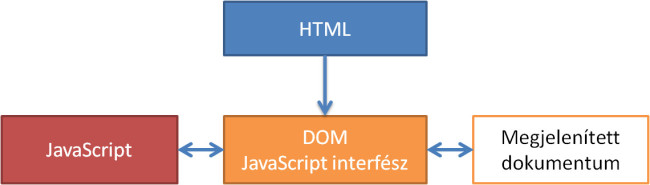 HTML
JavaScript
DOM
JavaScript interfész
Megjelenített
dokumentum